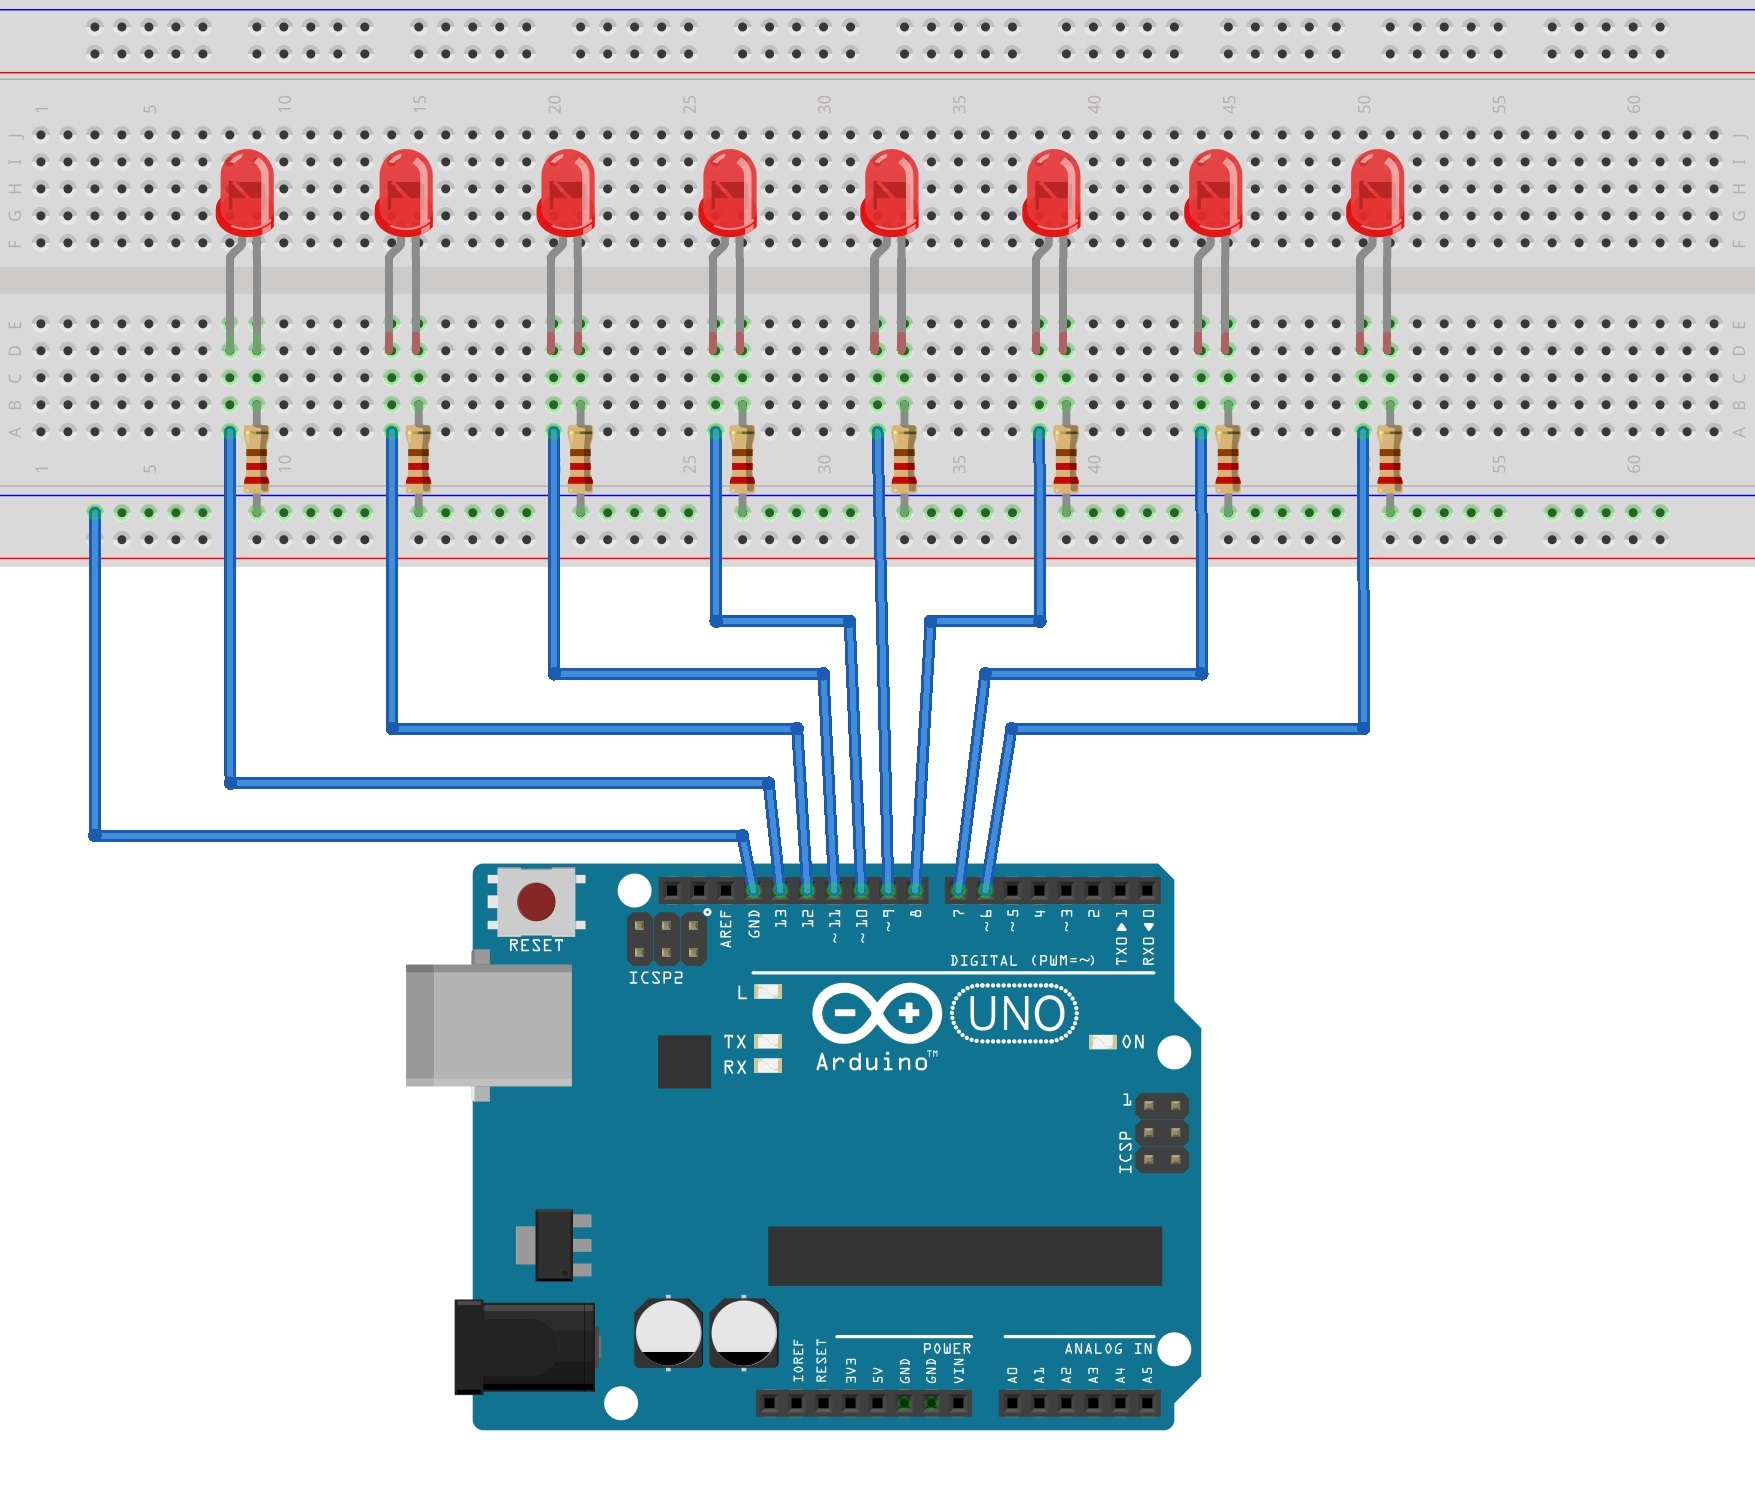 1 5 10 15 20 25 30 35 40 45 50 55 60
J J
I I
H H
G G
F F
E E
D D
C C
B B
A A
1 5 10 25 30 35 40 55 60
RESET
ICSP2
AREF GND 13 12 ~11 ~10 ~9 8 7 ~6 ~5 4 ~3 2 TX0▶1 RX0◀0
DIGITAL (PWM=~)
L
TX
RX
UNO
Arduino™
ON
1
ICSP
POWER
ANALOG IN
IOREF RESET 3V3 5V GND GND VIN A0 A1 A2 A3 A4 A5